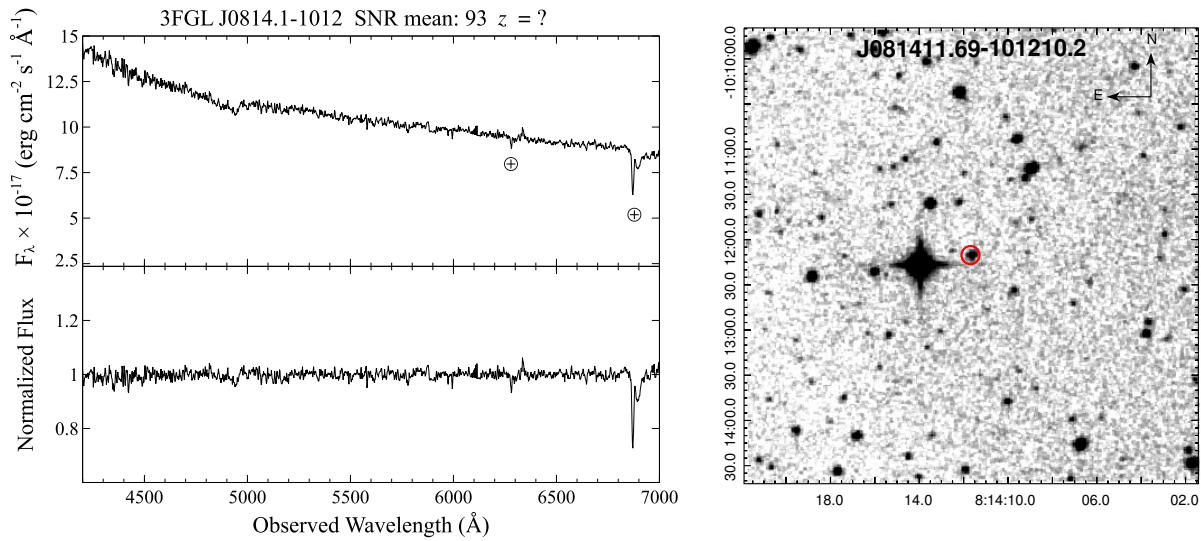 3FGL J0814.1-1012 SNR mean: 93 z = ?
F_λ × 10⁻¹⁷ (erg cm⁻² s⁻¹ Å⁻¹)
15
12.5
10
7.5
5
2.5
⊕
⊕
Normalized Flux
1.2
1
0.8
4500 5000 5500 6000 6500 7000
Observed Wavelength (Å)
J081411.69-101210.2
N
E
-10:10:00.0
30.0
11:00.0
30.0
12:00.0
30.0
13:00.0
30.0
14:00.0
30.0
18.0 14.0 8:14:10.0 06.0 02.0